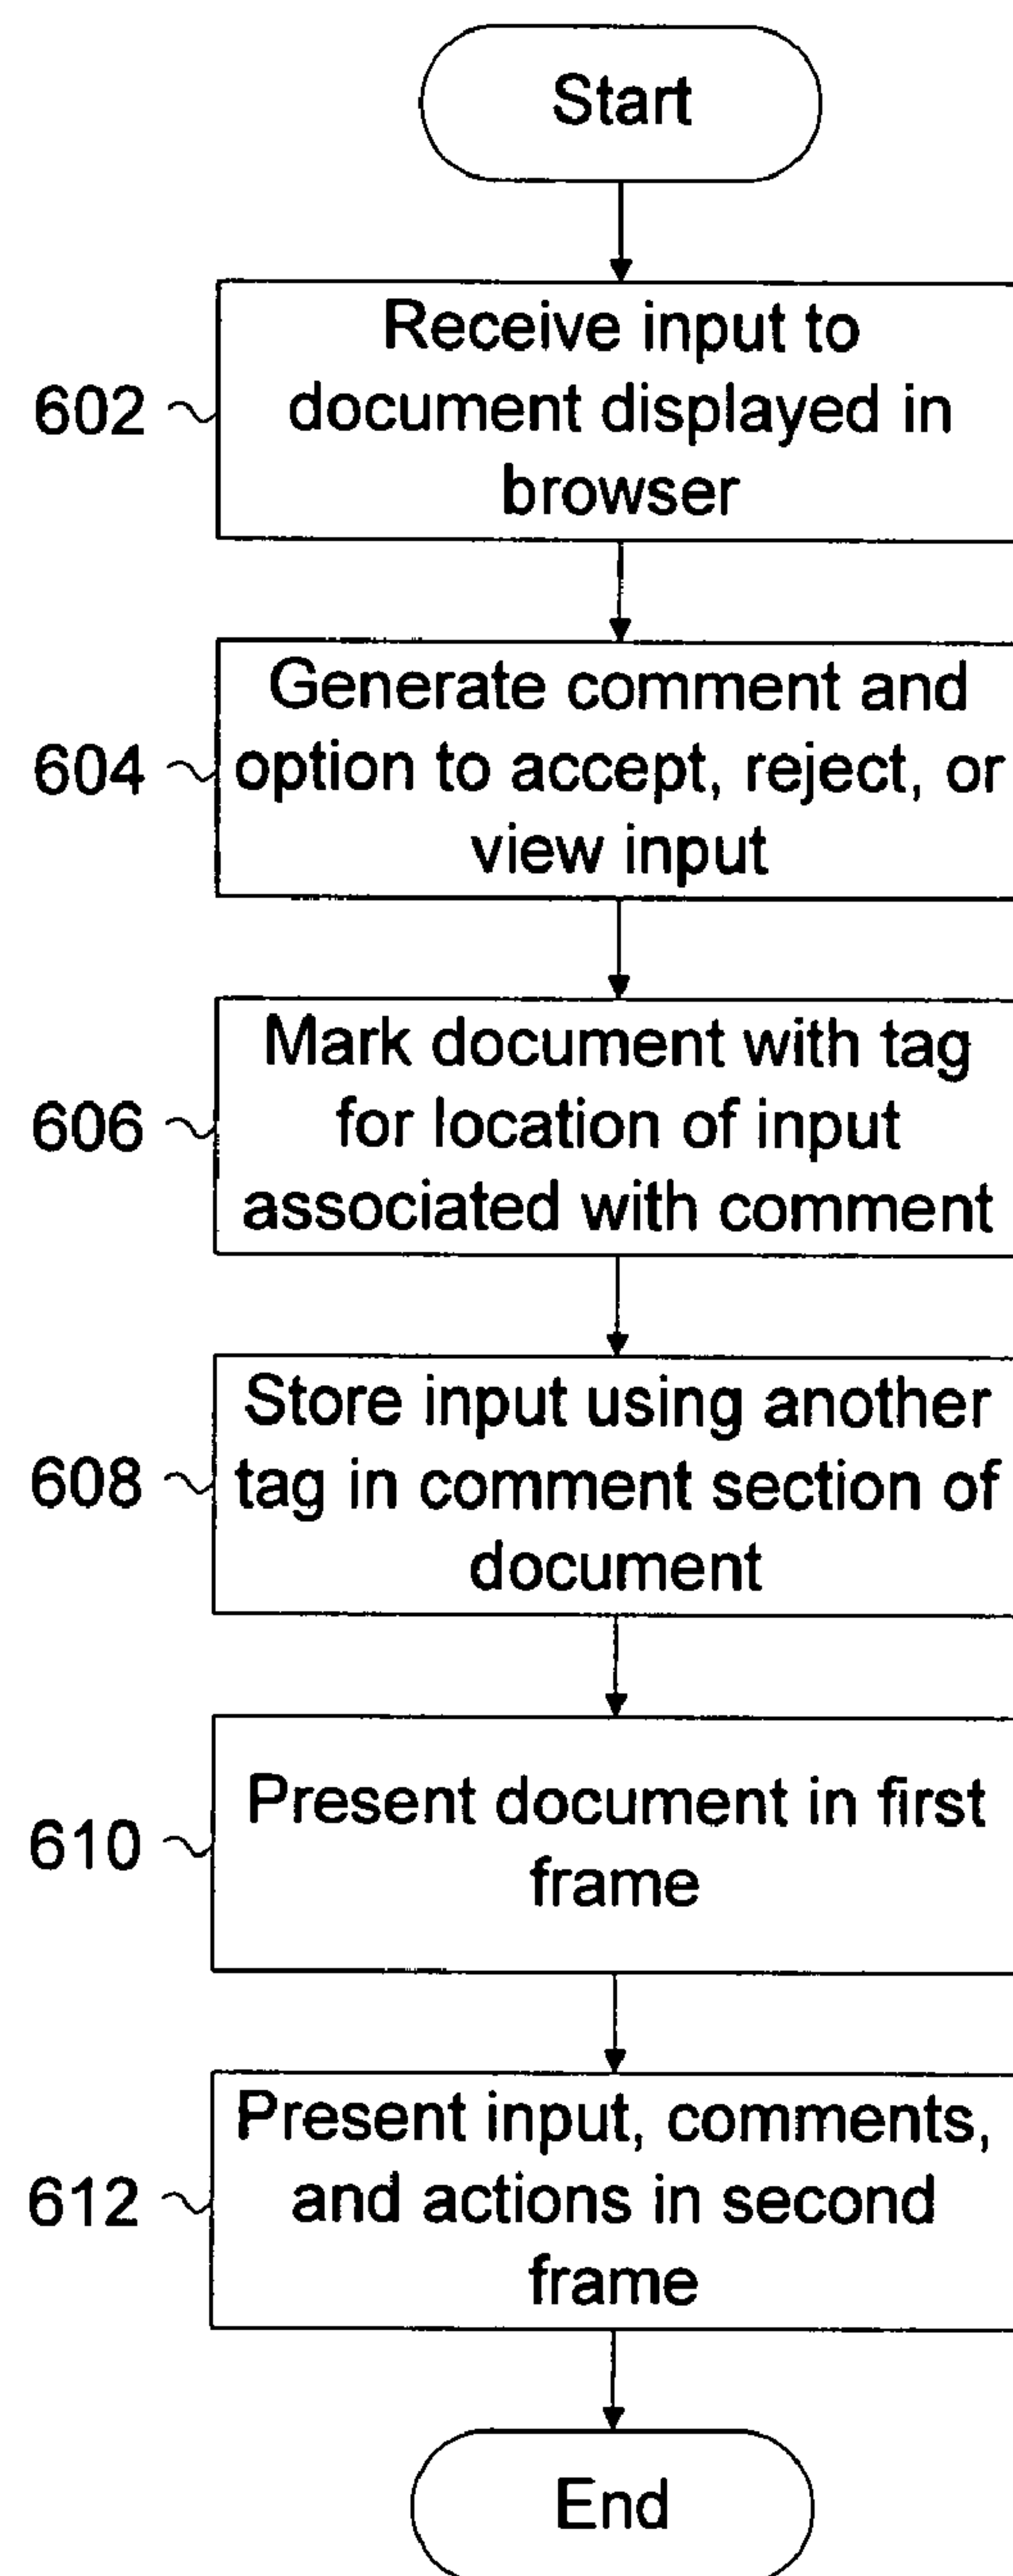 Start
Receive input to
602 document displayed in
browser
Generate comment and
604 option to accept, reject, or
view input
Mark document with tag
606 for location of input
associated with comment
Store input using another
608 tag in comment section of
document
Present document in first
610
frame
Present input, comments,
612 and actions in second
frame
End